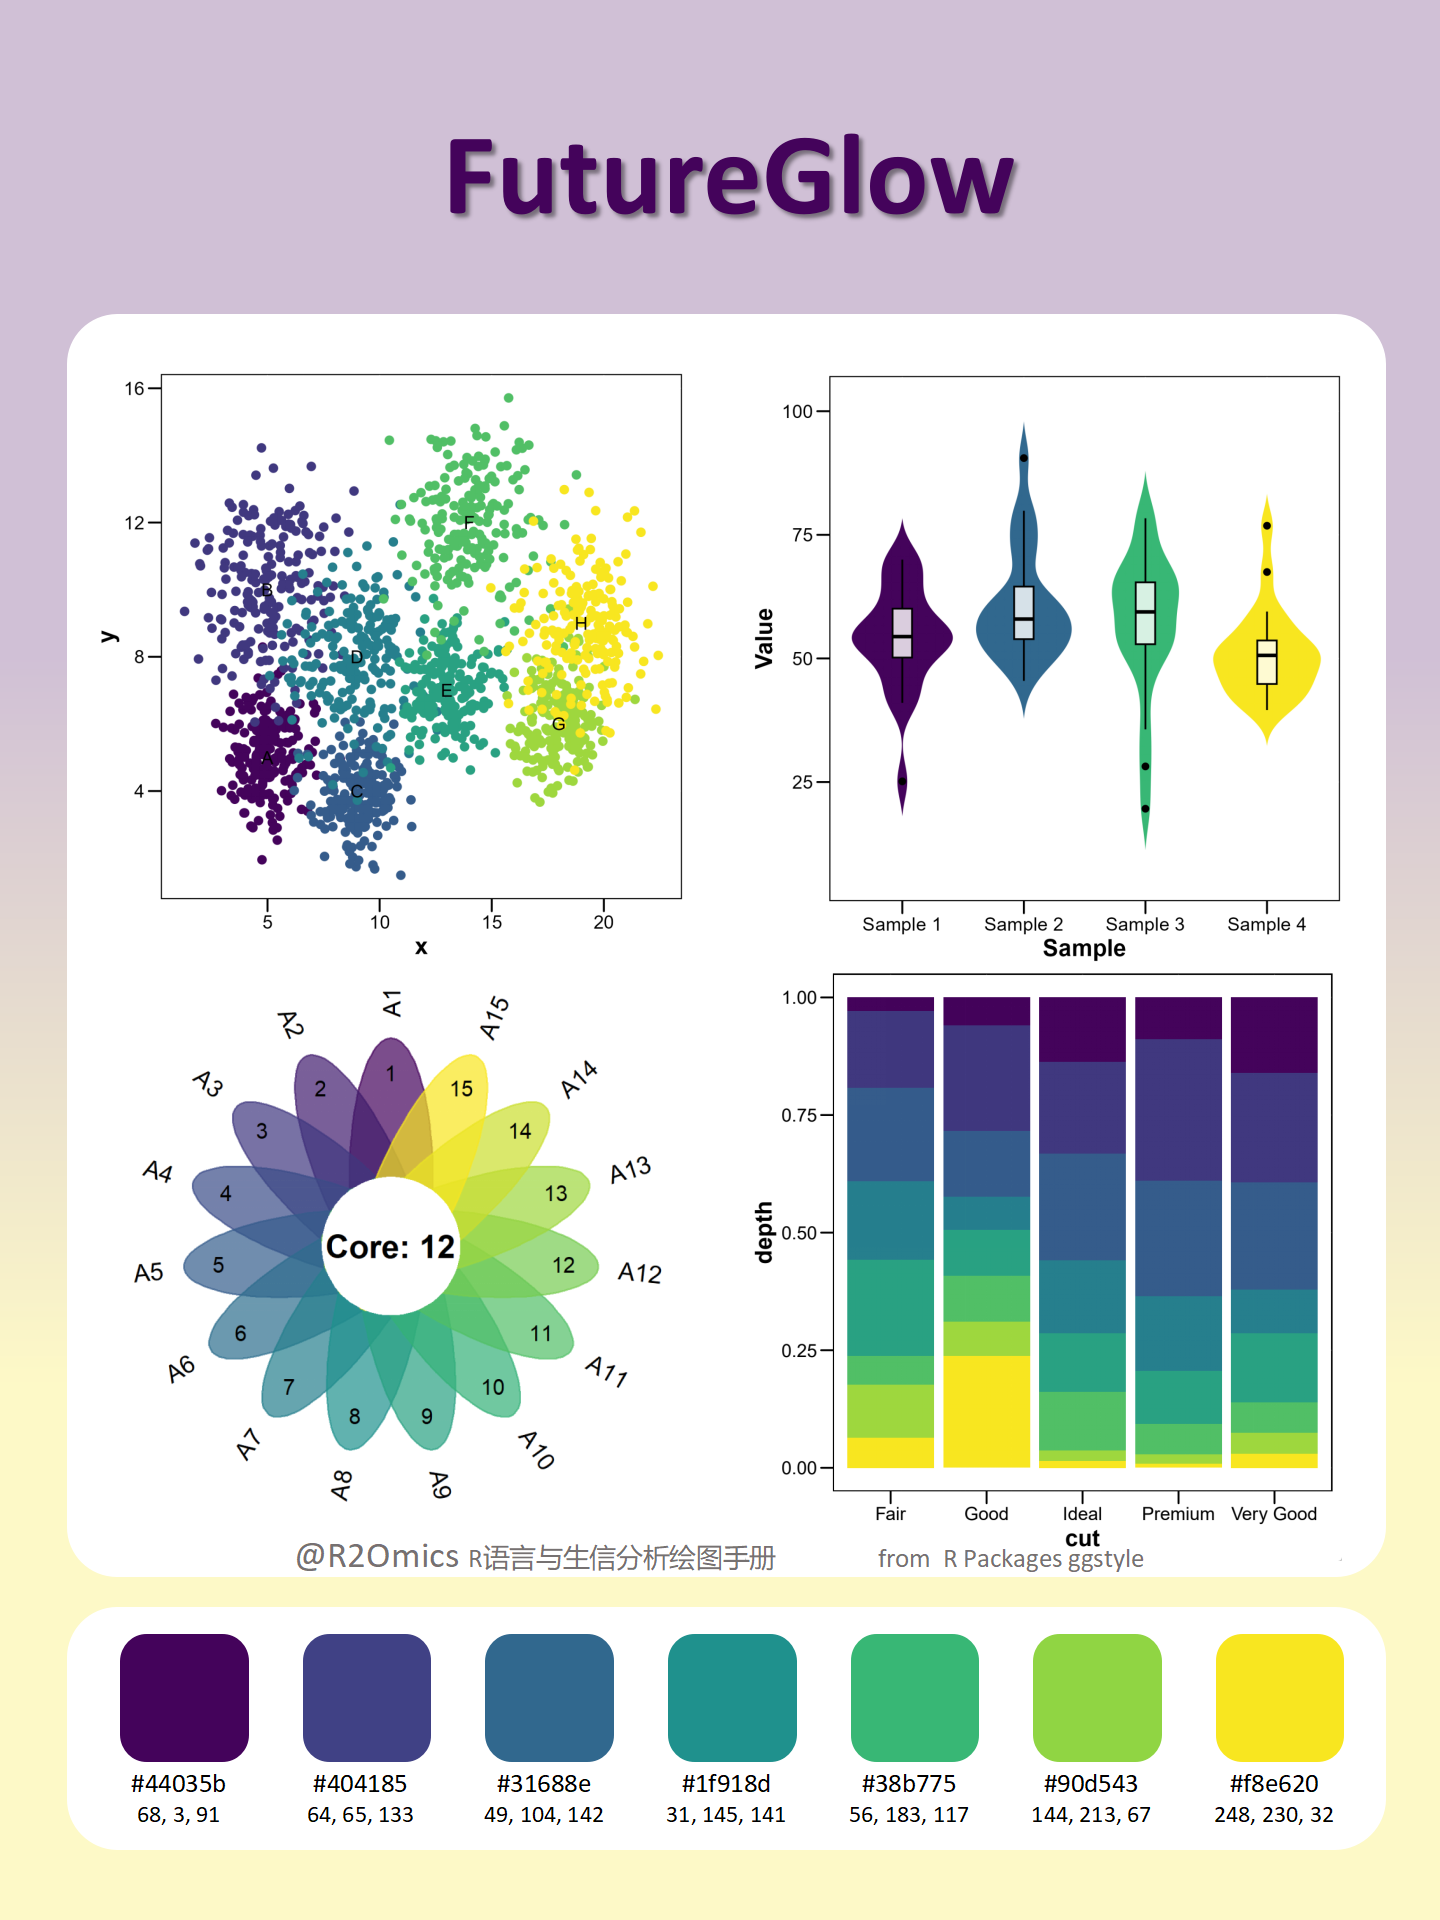 FutureGlow
16
12
8
4
y
5 10 15 20
x
A
B
C
D
E
F
G
H
100
75
50
25
Value
Sample 1 Sample 2 Sample 3 Sample 4
Sample
A1
A2
A3
A4
A5
A6
A7
A8
A9
A10
A11
A12
A13
A14
A15
1
2
3
4
5
6
7
8
9
10
11
12
13
14
15
Core: 12
1.00
0.75
0.50
0.25
0.00
depth
Fair Good Ideal Premium Very Good
cut
@R2Omics R语言与生信分析绘图手册
from R Packages ggstyle
#44035b #404185 #31688e #1f918d #38b775 #90d543 #f8e620
68, 3, 91 64, 65, 133 49, 104, 142 31, 145, 141 56, 183, 117 144, 213, 67 248, 230, 32